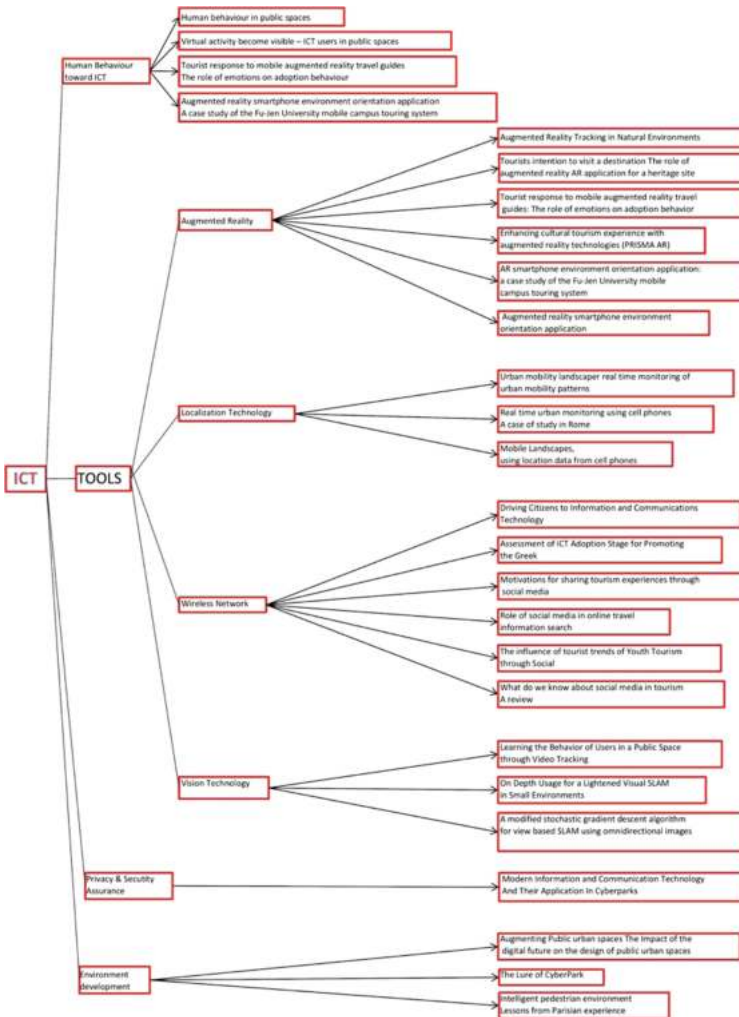 Human behaviour in public spaces
Virtual activity become visible – ICT users in public spaces
Human Behaviour
toward ICT
Tourist response to mobile augmented reality travel guides
The role of emotions on adoption behaviour
Augmented reality smartphone environment orientation application
A case study of the Fu-Jen University mobile campus touring system
Augmented Reality Tracking in Natural Environments
Tourists intention to visit a destination The role of
augmented reality AR application for a heritage site
Augmented Reality
Tourist response to mobile augmented reality travel
guides: The role of emotions on adoption behavior
Enhancing cultural tourism experience with
augmented reality technologies (PRISMA AR)
AR smartphone environment orientation application:
a case study of the Fu-Jen University mobile
campus touring system
Augmented reality smartphone environment
orientation application
Urban mobility landscaper real time monitoring of
urban mobility patterns
Localization Technology
Real time urban monitoring using cell phones
A case of study in Rome
Mobile Landscapes,
using location data from cell phones
ICT
TOOLS
Driving Citizens to Information and Communications
Technology
Assessment of ICT Adoption Stage for Promoting
the Greek
Motivations for sharing tourism experiences through
social media
Wireless Network
Role of social media in online travel
information search
The influence of tourist trends of Youth Tourism
through Social
What do we know about social media in tourism
A review
Learning the Behavior of Users in a Public Space
through Video Tracking
Vision Technology
On Depth Usage for a Lightened Visual SLAM
in Small Environments
A modified stochastic gradient descent algorithm
for view based SLAM using omnidirectional images
Privacy & Secutity
Assurance
Modern Information and Communication Technology
And Their Application In Cyberparks
Augmenting Public urban spaces The Impact of the
digital future on the design of public urban spaces
Environment
development
The Lure of CyberPark
Intelligent pedestrian environment
Lessons from Parisian experience